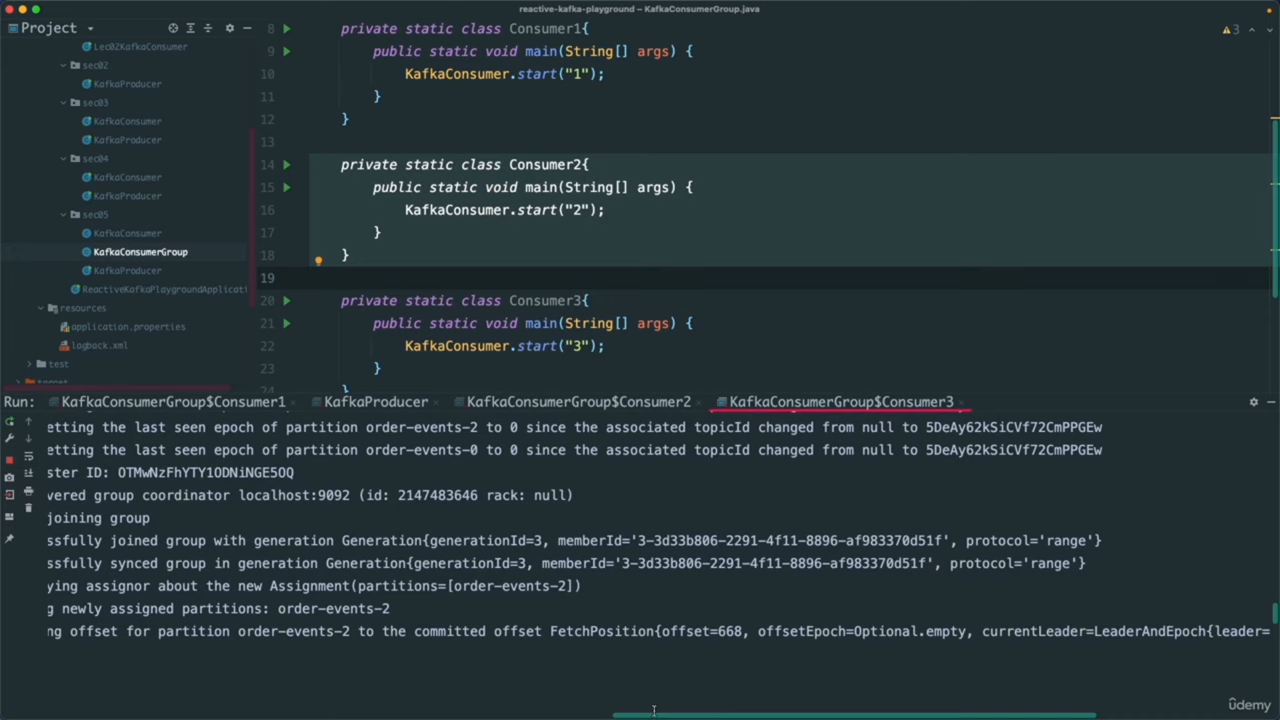 reactive-kafka-playground – KafkaConsumerGroup.java
Project
Lec02KafkaConsumer
sec02
KafkaProducer
sec03
KafkaConsumer
KafkaProducer
sec04
KafkaConsumer
KafkaProducer
sec05
KafkaConsumer
KafkaConsumerGroup
KafkaProducer
ReactiveKafkaPlaygroundApplicati
resources
application.properties
logback.xml
test
target
3
8 private static class Consumer1{
9 public static void main(String[] args) {
10 KafkaConsumer.start("1");
11 }
12 }
13
14 private static class Consumer2{
15 public static void main(String[] args) {
16 KafkaConsumer.start("2");
17 }
18 }
19
20 private static class Consumer3{
21 public static void main(String[] args) {
22 KafkaConsumer.start("3");
23 }
24 }
Run: KafkaConsumerGroup$Consumer1 × KafkaProducer × KafkaConsumerGroup$Consumer2 × KafkaConsumerGroup$Consumer3 ×
etting the last seen epoch of partition order-events-2 to 0 since the associated topicId changed from null to 5DeAy62kSiCVf72CmPPGEw
etting the last seen epoch of partition order-events-0 to 0 since the associated topicId changed from null to 5DeAy62kSiCVf72CmPPGEw
ster ID: OTMwNzFhYTY1ODNiNGE5OQ
vered group coordinator localhost:9092 (id: 2147483646 rack: null)
joining group
ssfully joined group with generation Generation{generationId=3, memberId='3-3d33b806-2291-4f11-8896-af983370d51f', protocol='range'}
ssfully synced group in generation Generation{generationId=3, memberId='3-3d33b806-2291-4f11-8896-af983370d51f', protocol='range'}
ying assignor about the new Assignment(partitions=[order-events-2])
g newly assigned partitions: order-events-2
ng offset for partition order-events-2 to the committed offset FetchPosition{offset=668, offsetEpoch=Optional.empty, currentLeader=LeaderAndEpoch{leader=
ûdemy